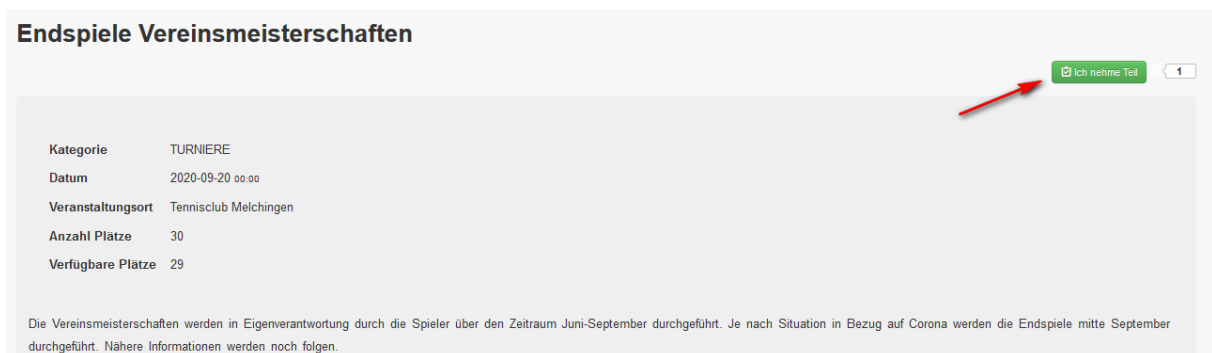 Endspiele Vereinsmeisterschaften
Ich nehme Teil 1
Kategorie TURNIERE
Datum 2020-09-20 00:00
Veranstaltungsort Tennisclub Melchingen
Anzahl Plätze 30
Verfügbare Plätze 29
Die Vereinsmeisterschaften werden in Eigenverantwortung durch die Spieler über den Zeitraum Juni-September durchgeführt. Je nach Situation in Bezug auf Corona werden die Endspiele mitte September
durchgeführt. Nähere Informationen werden noch folgen.